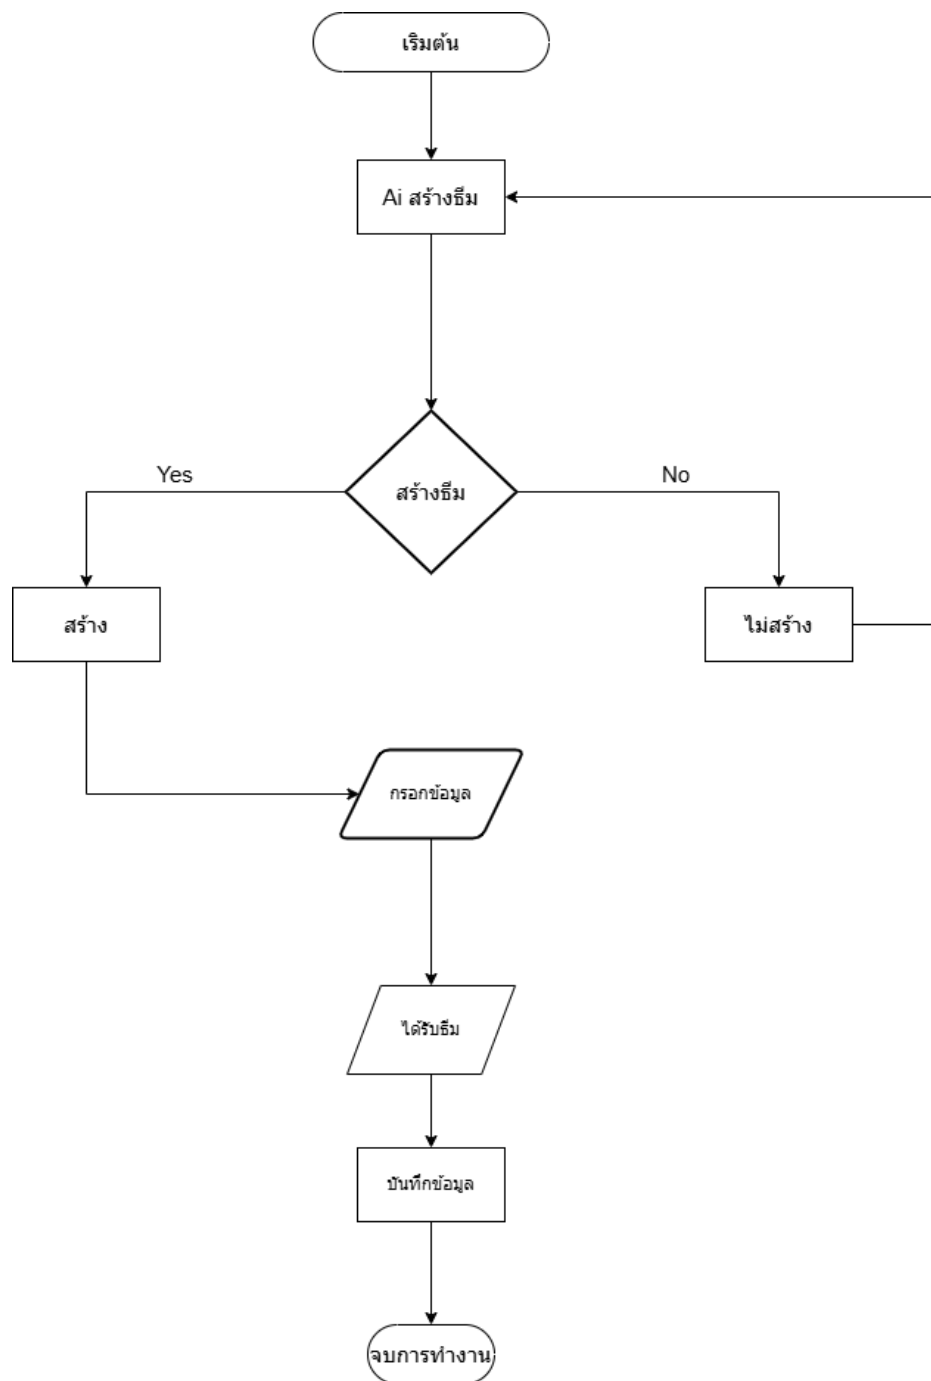 เริ่มต้น
Ai สร้างธีม
สร้างธีม
Yes
No
สร้าง
ไม่สร้าง
กรอกข้อมูล
ได้รับธีม
บันทึกข้อมูล
จบการทำงาน